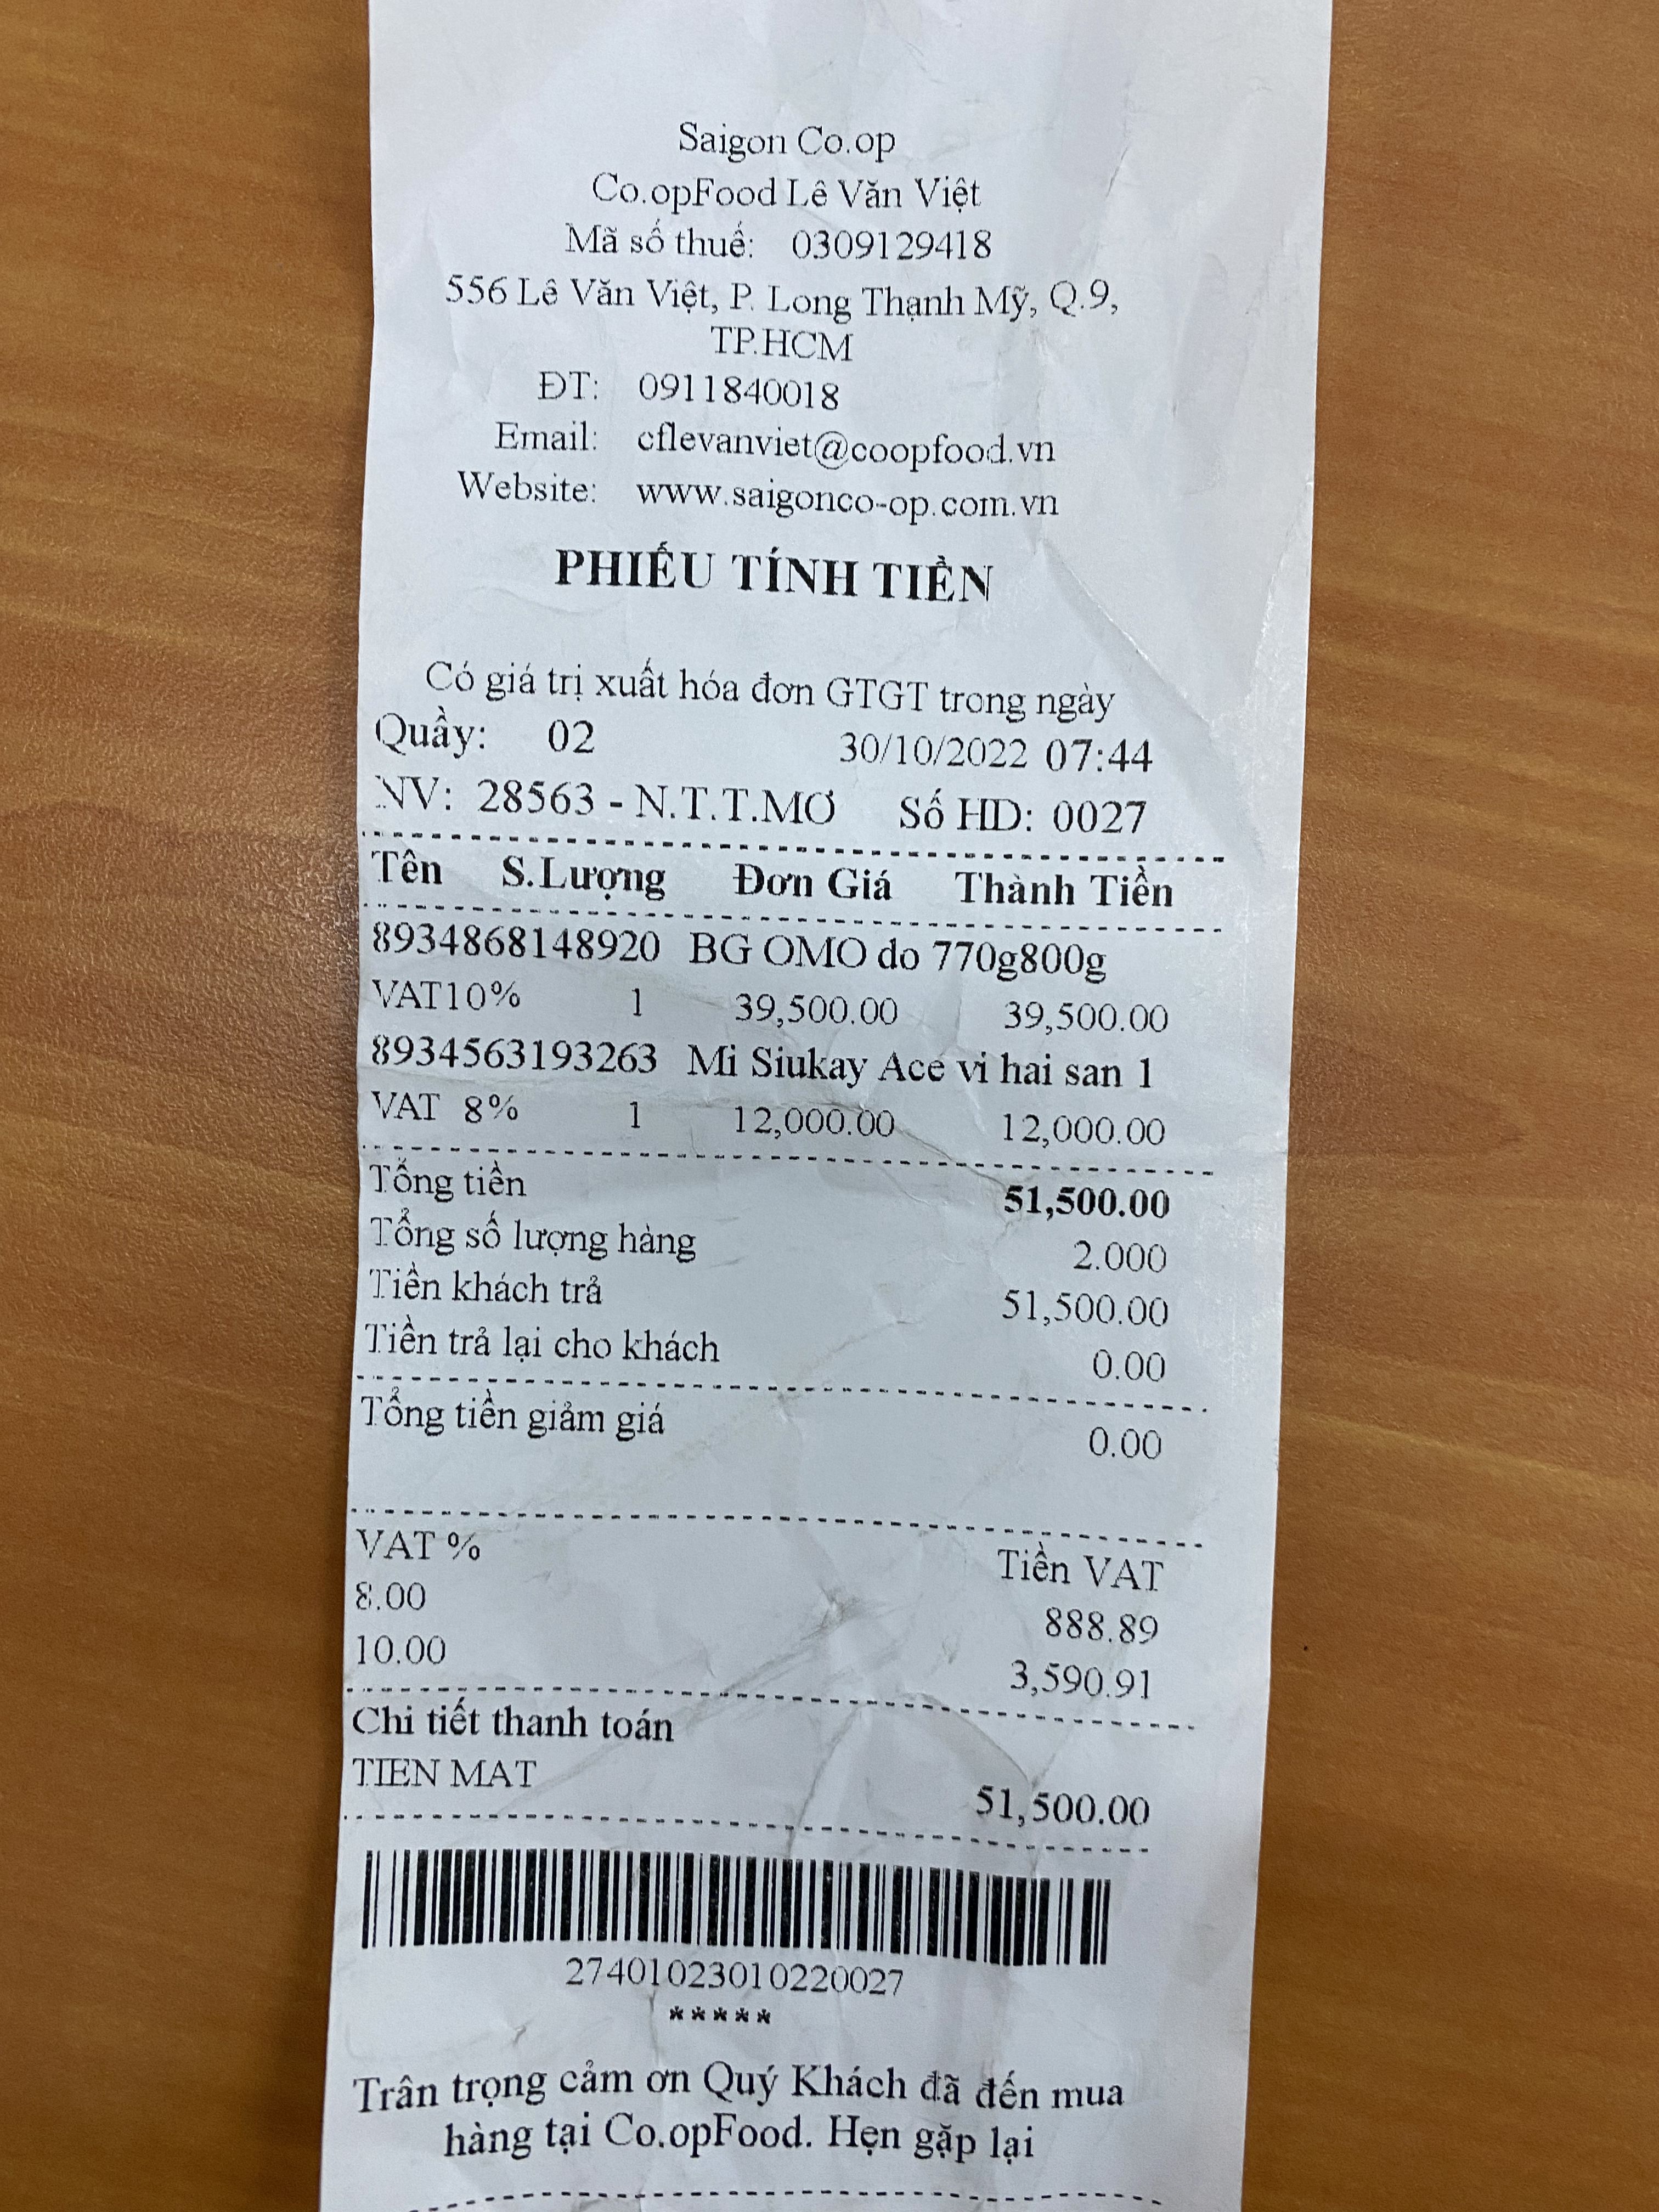 Saigon Co.op
Co.opFood Lê Văn Việt
Mã số thuế: 0309129418
556 Lê Văn Việt, P. Long Thạnh Mỹ, Q.9,
TP.HCM
ĐT: 0911840018
Email: cflevanviet@coopfood.vn
Website: www.saigonco-op.com.vn
PHIẾU TÍNH TIỀN
Có giá trị xuất hóa đơn GTGT trong ngày
Quầy: 02 30/10/2022 07:44
NV: 28563 - N.T.T.MƠ Số HD: 0027
Tên S.Lượng Đơn Giá Thành Tiền
8934868148920 BG OMO do 770g800g
VAT10% 1 39,500.00 39,500.00
8934563193263 Mi Siukay Ace vi hai san 1
VAT 8% 1 12,000.00 12,000.00
Tổng tiền 51,500.00
Tổng số lượng hàng 2.000
Tiền khách trả 51,500.00
Tiền trả lại cho khách 0.00
Tổng tiền giảm giá 0.00
VAT % Tiền VAT
8.00 888.89
10.00 3,590.91
Chi tiết thanh toán
TIEN MAT 51,500.00
27401023010220027
*****
Trân trọng cảm ơn Quý Khách đã đến mua
hàng tại Co.opFood. Hẹn gặp lại